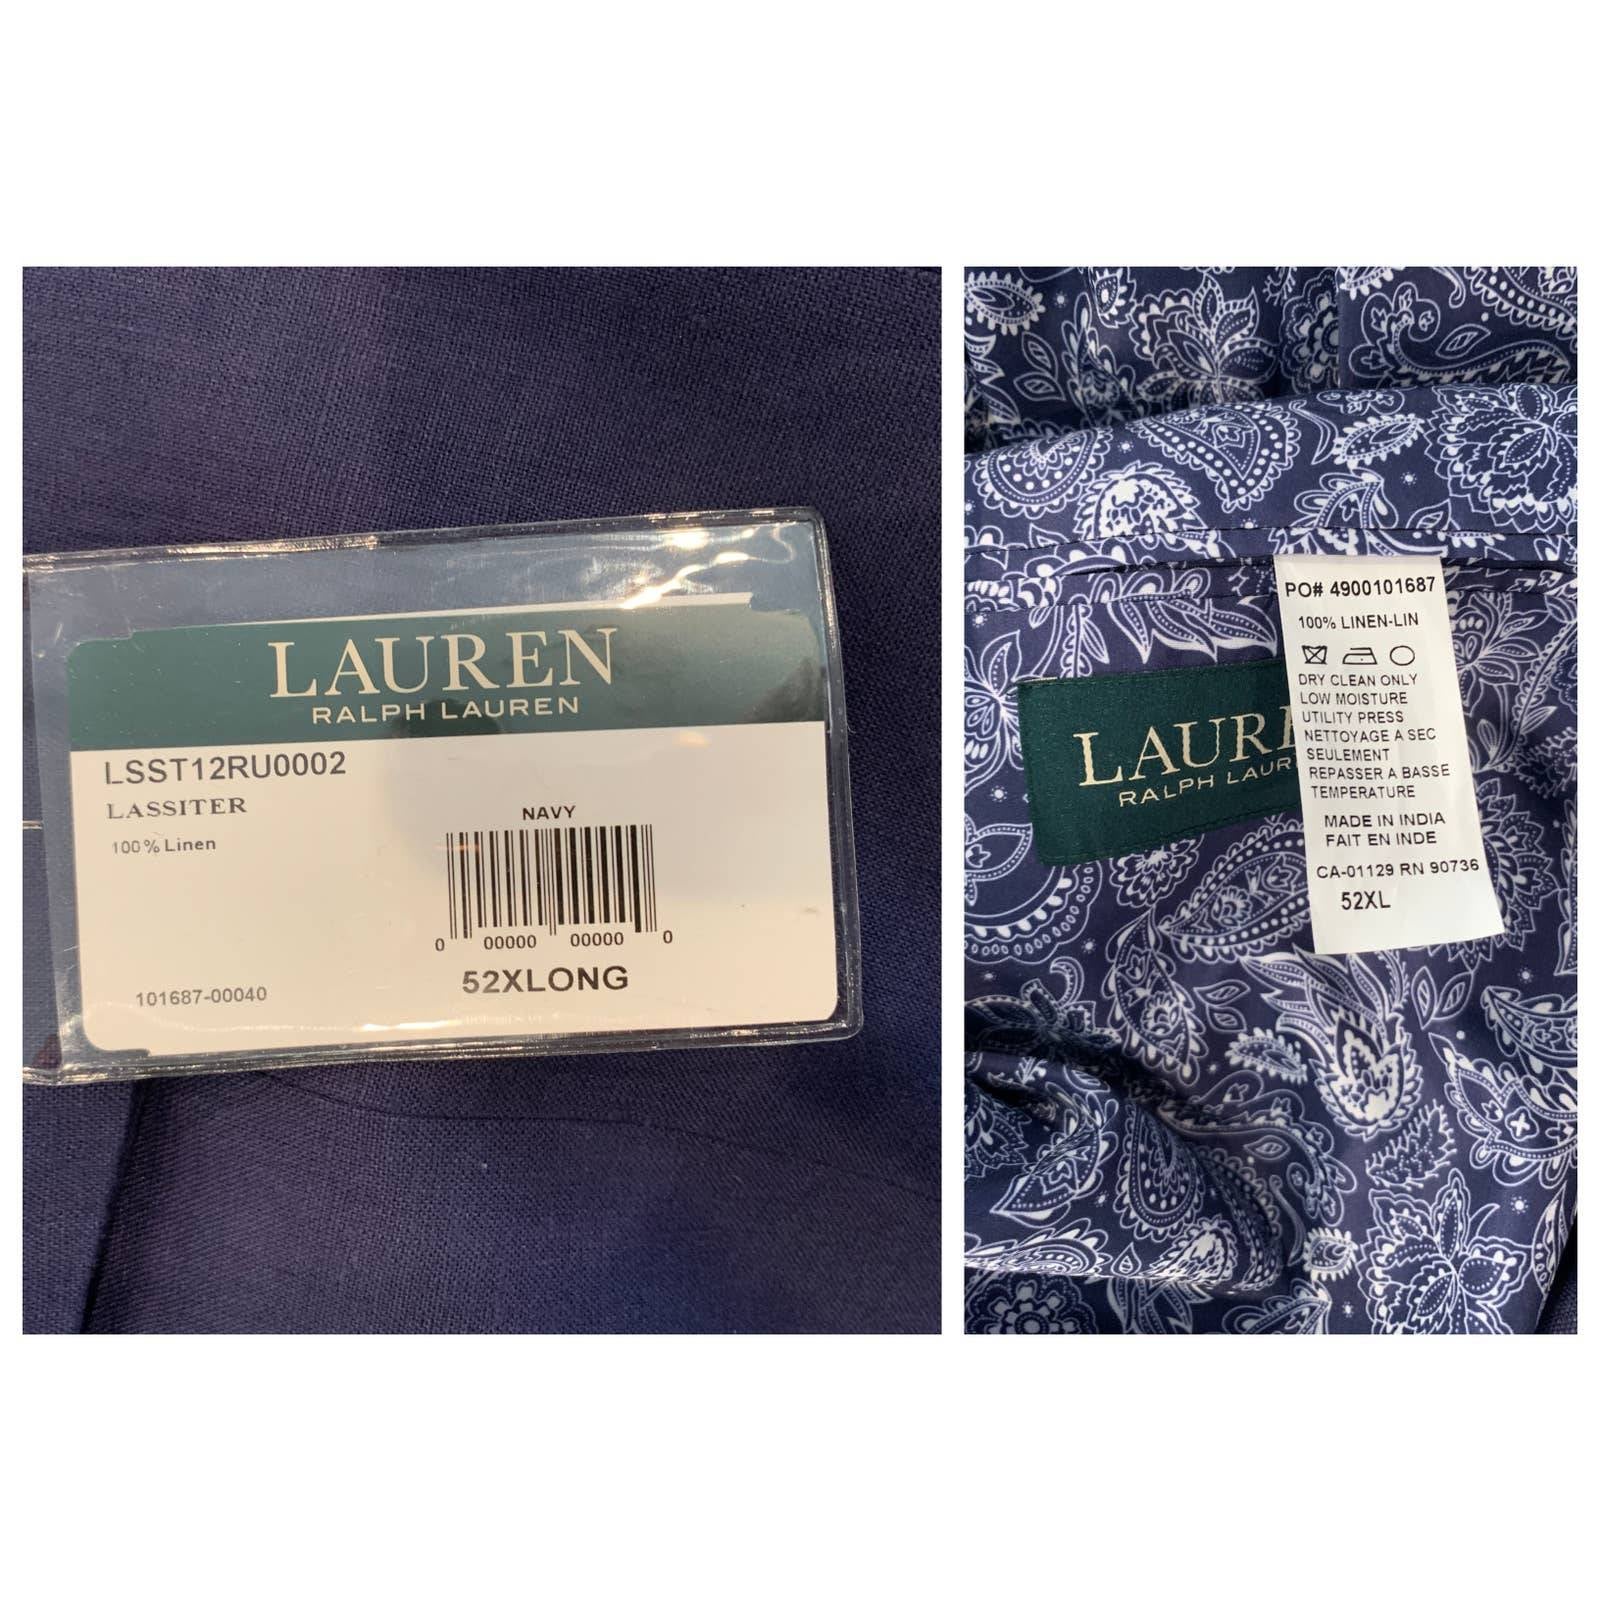 LAUREN
RALPH LAUREN
LSST12RU0002
LASSITER
100% Linen
NAVY
0 00000 00000 0
52XLONG
101687-00040
PO# 4900101687
100% LINEN-LIN
DRY CLEAN ONLY
LOW MOISTURE
UTILITY PRESS
NETTOYAGE A SEC
SEULEMENT
REPASSER A BASSE
TEMPERATURE
MADE IN INDIA
FAIT EN INDE
CA-01129 RN 90736
52XL
LAURE
RALPH LAUR